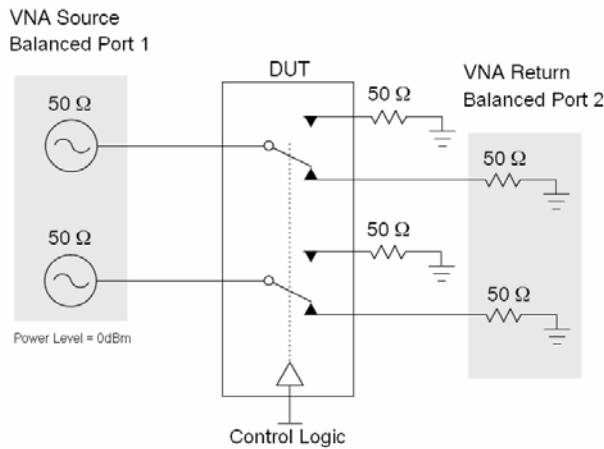 VNA Source
Balanced Port 1
DUT
VNA Return
Balanced Port 2
50 Ω
50 Ω
50 Ω
50 Ω
50 Ω
50 Ω
Power Level = 0dBm
Control Logic